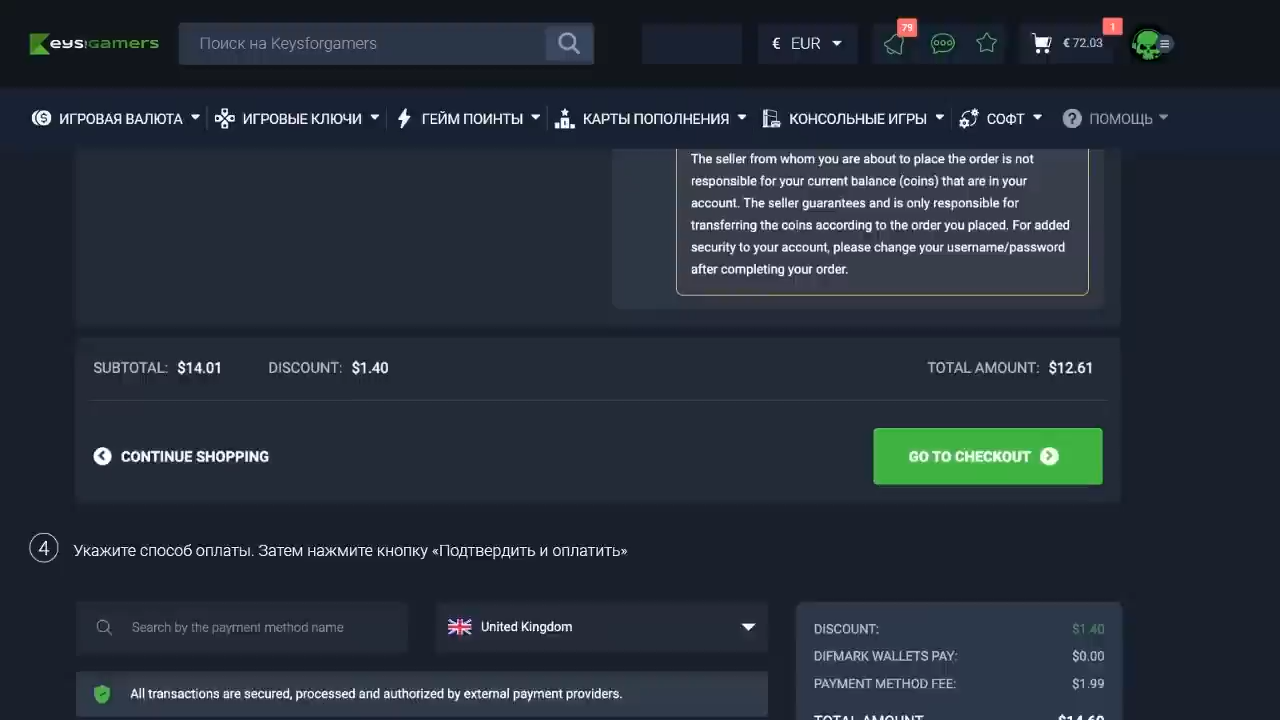 Keysforgamers
Поиск на Keysforgamers
€ EUR
79
1
€ 72.03
ИГРОВАЯ ВАЛЮТА
ИГРОВЫЕ КЛЮЧИ
ГЕЙМ ПОИНТЫ
КАРТЫ ПОПОЛНЕНИЯ
КОНСОЛЬНЫЕ ИГРЫ
СОФТ
? ПОМОЩЬ
The seller from whom you are about to place the order is not
responsible for your current balance (coins) that are in your
account. The seller guarantees and is only responsible for
transferring the coins according to the order you placed. For added
security to your account, please change your username/password
after completing your order.
SUBTOTAL: $14.01
DISCOUNT: $1.40
TOTAL AMOUNT: $12.61
CONTINUE SHOPPING
GO TO CHECKOUT
4 Укажите способ оплаты. Затем нажмите кнопку «Подтвердить и оплатить»
Search by the payment method name
United Kingdom
All transactions are secured, processed and authorized by external payment providers.
DISCOUNT: $1.40
DIFMARK WALLETS PAY: $0.00
PAYMENT METHOD FEE: $1.99
TOTAL AMOUNT $14.60